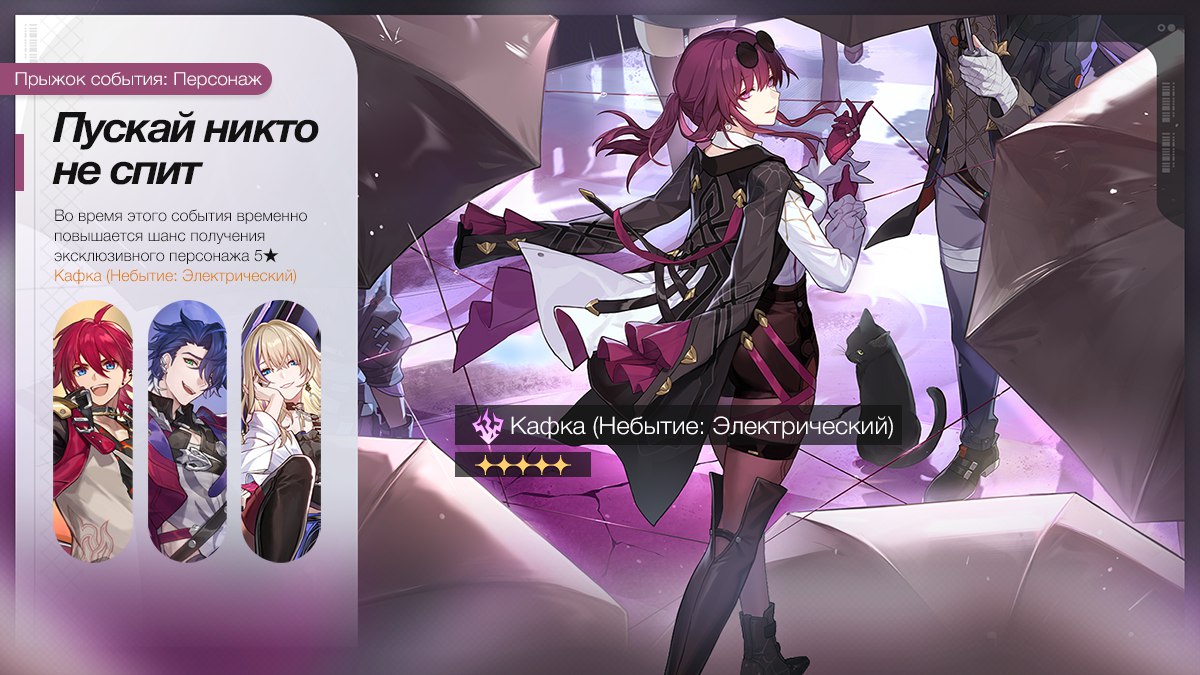 Прыжок события: Персонаж
Пускай никто
не спит
Во время этого события временно
повышается шанс получения
эксклюзивного персонажа 5★
Кафка (Небытие: Электрический)
Кафка (Небытие: Электрический)